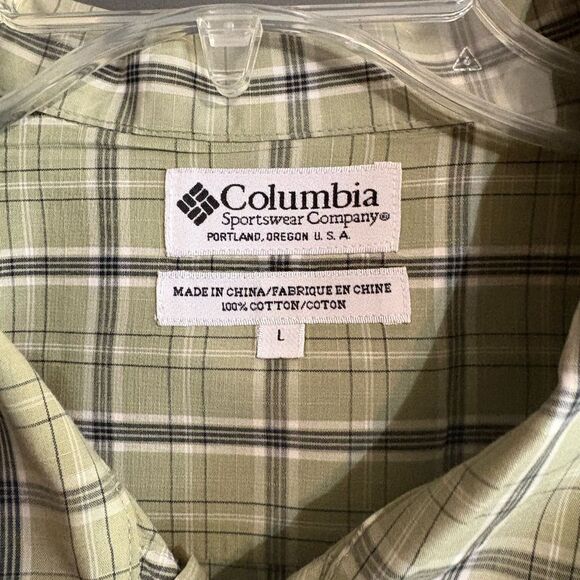 Columbia
Sportswear Company®
PORTLAND, OREGON U.S.A.
MADE IN CHINA/FABRIQUE EN CHINE
100% COTTON/COTON
L